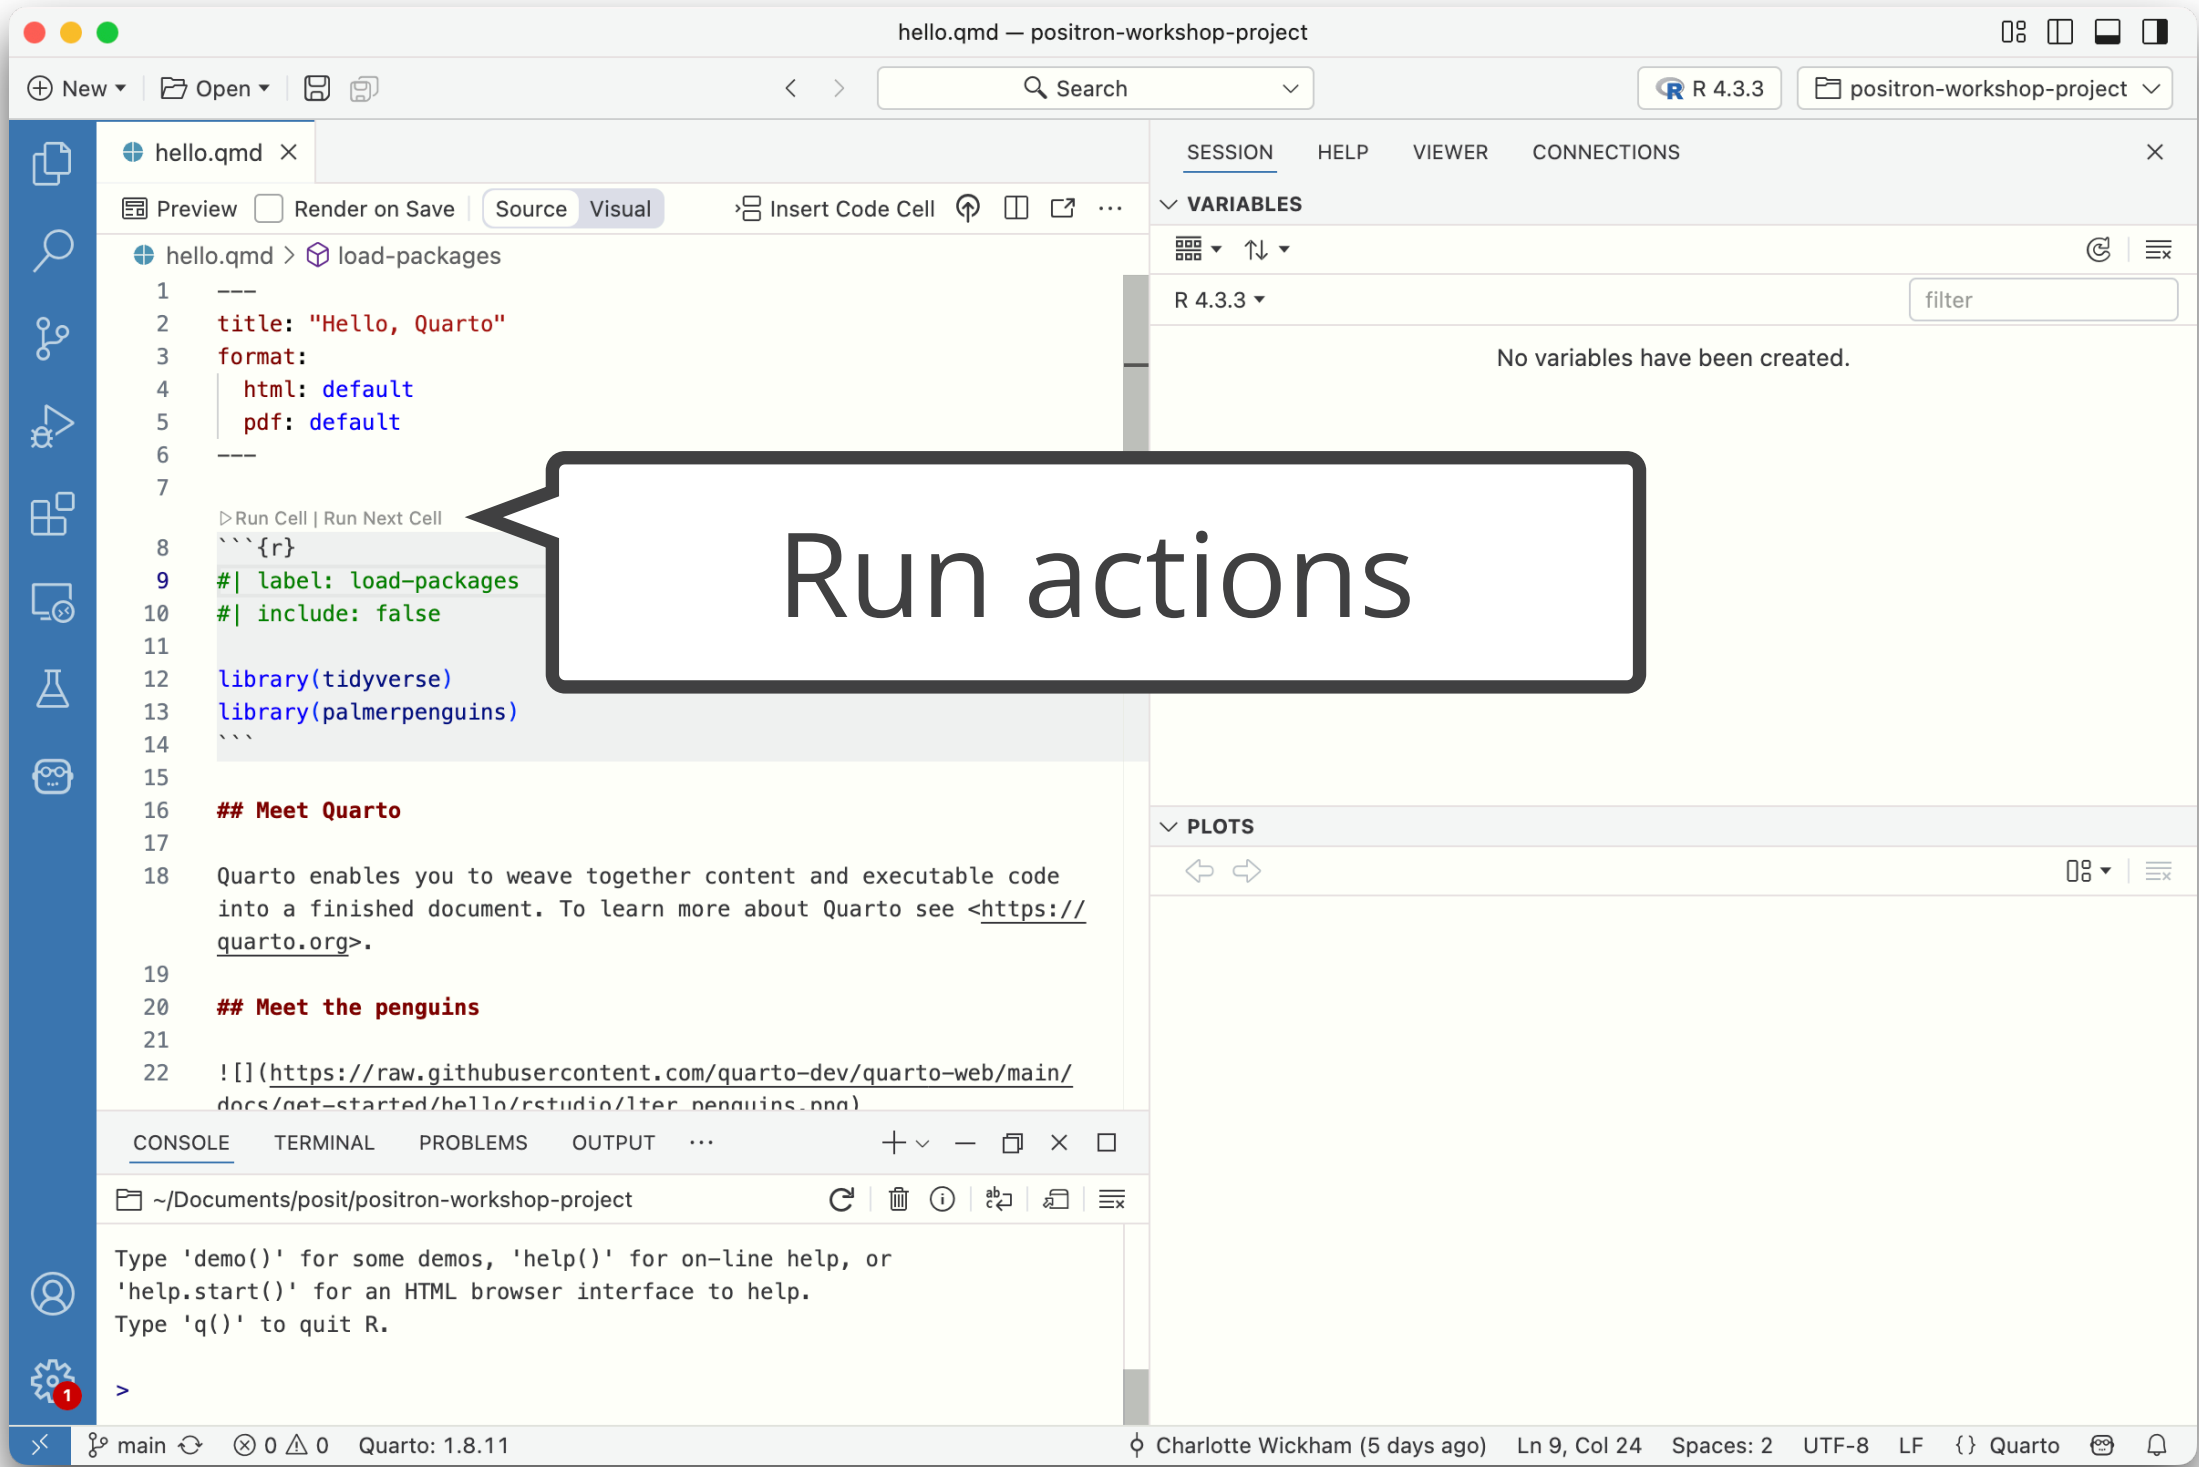 hello.qmd — positron-workshop-project
New
Open
Search
R 4.3.3
positron-workshop-project
hello.qmd
Preview
Render on Save
Source
Visual
Insert Code Cell
hello.qmd > load-packages
1 ---
2 title: "Hello, Quarto"
3 format:
4 html: default
5 pdf: default
6 ---
7
Run Cell | Run Next Cell
8 ```{r}
9 #| label: load-packages
10 #| include: false
11
12 library(tidyverse)
13 library(palmerpenguins)
14 ```
15
16 ## Meet Quarto
17
18 Quarto enables you to weave together content and executable code
into a finished document. To learn more about Quarto see <https://
quarto.org>.
19
20 ## Meet the penguins
21
22 ![](https://raw.githubusercontent.com/quarto-dev/quarto-web/main/
docs/get-started/hello/rstudio/lter_penguins.png)
Run actions
SESSION
HELP
VIEWER
CONNECTIONS
VARIABLES
R 4.3.3
filter
No variables have been created.
PLOTS
CONSOLE
TERMINAL
PROBLEMS
OUTPUT
~/Documents/posit/positron-workshop-project
Type 'demo()' for some demos, 'help()' for on-line help, or
'help.start()' for an HTML browser interface to help.
Type 'q()' to quit R.
>
1
main
0
0
Quarto: 1.8.11
Charlotte Wickham (5 days ago)
Ln 9, Col 24
Spaces: 2
UTF-8
LF
{} Quarto